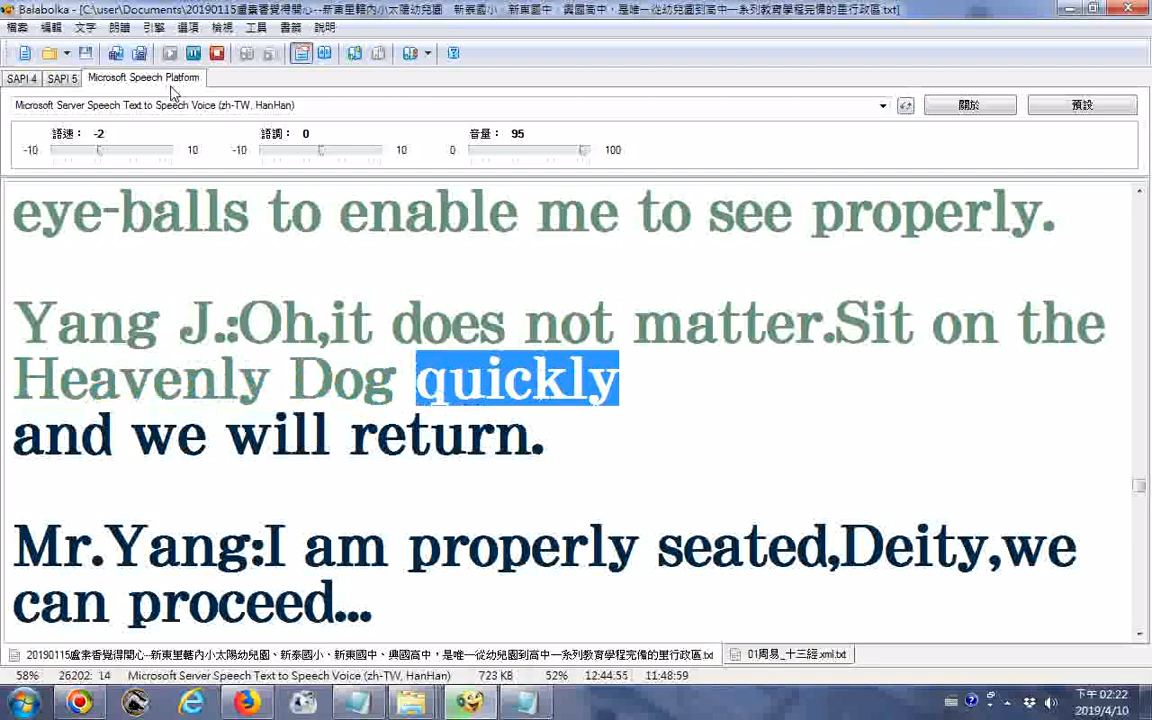 Balabolka - [C:\user\Documents\20190115盧素香覺得開心--新東里轄內小太陽幼兒園、新泰國小、新東國中、興國高中，是唯一從幼兒園到高中一系列教育學程完備的里行政區.txt]
檔案 編輯 文字 朗讀 引擎 選項 檢視 工具 書籤 說明
SAPI 4 SAPI 5 Microsoft Speech Platform
Microsoft Server Speech Text to Speech Voice (zh-TW, HanHan) 關於 預設
語速： -2 語調： 0 音量： 95
-10 10 -10 10 0 100
eye-balls to enable me to see properly.
Yang J.:Oh,it does not matter.Sit on the
Heavenly Dog quickly
and we will return.
Mr.Yang:I am properly seated,Deity,we
can proceed...
20190115盧素香覺得開心--新東里轄內小太陽幼兒園、新泰國小、新東國中、興國高中，是唯一從幼兒園到高中一系列教育學程完備的里行政區.txt 01周易_十三經.xml.txt
58% 26202: 14 Microsoft Server Speech Text to Speech Voice (zh-TW, HanHan) 723 KB 52% 12:44:55 11:48:59
下午 02:22
2019/4/10